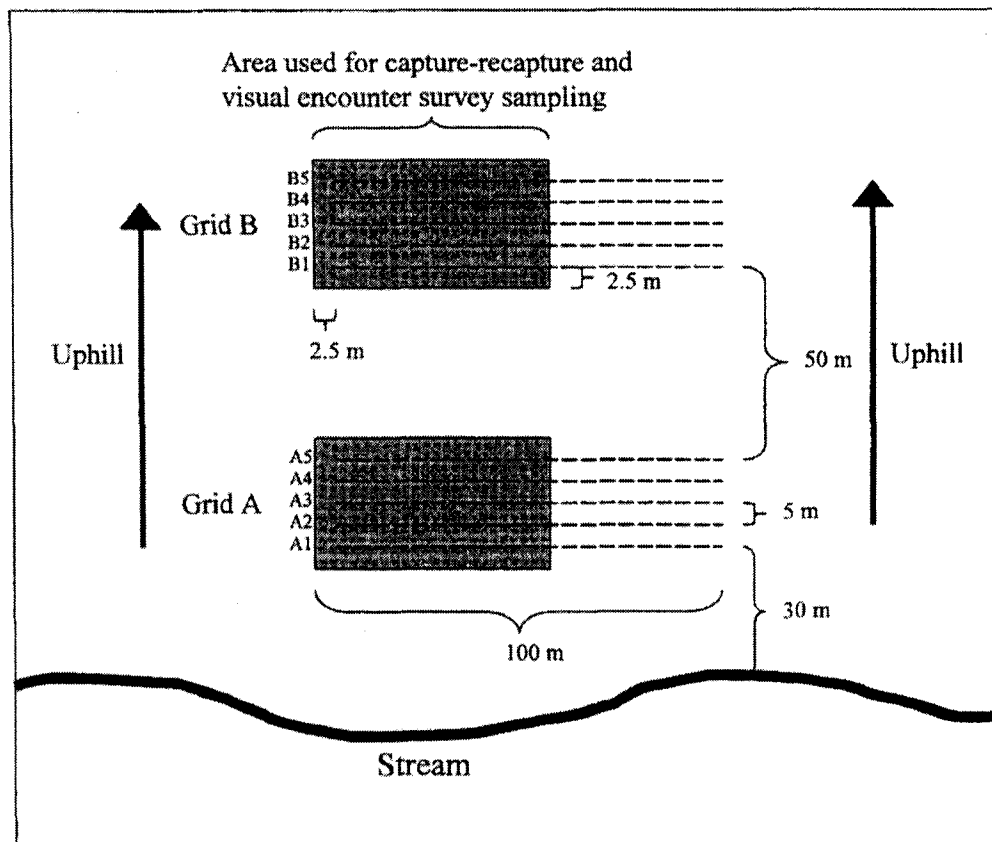 Area used for capture-recapture and
visual encounter survey sampling
B5
B4
B3
B2
B1
Grid B
2.5 m
2.5 m
Uphill
50 m
Uphill
A5
A4
A3
A2
A1
Grid A
5 m
30 m
100 m
Stream